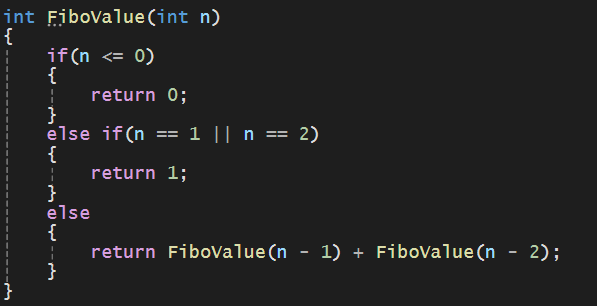 int FiboValue(int n)
{
if(n <= 0)
{
return 0;
}
else if(n == 1 || n == 2)
{
return 1;
}
else
{
return FiboValue(n - 1) + FiboValue(n - 2);
}
}